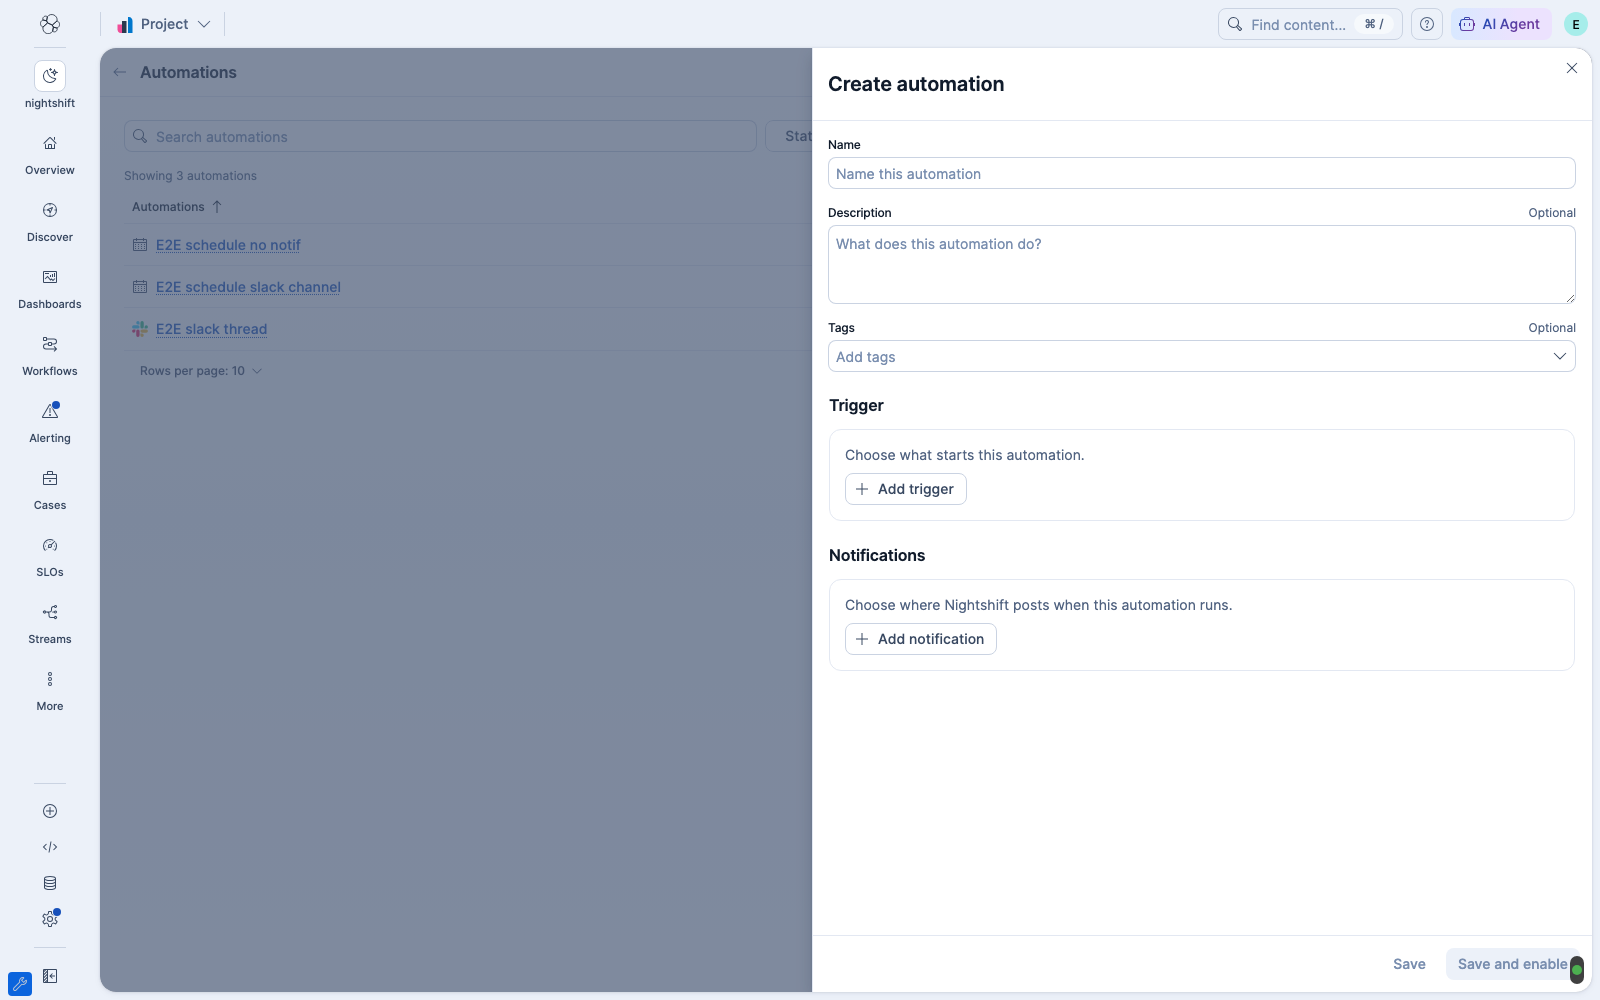 Project
Find content...
⌘ /
AI Agent
E
nightshift
Overview
Discover
Dashboards
Workflows
Alerting
Cases
SLOs
Streams
More
Automations
Search automations
Stat
Showing 3 automations
Automations
E2E schedule no notif
E2E schedule slack channel
E2E slack thread
Rows per page: 10
Create automation
Name
Name this automation
Description Optional
What does this automation do?
Tags Optional
Add tags
Trigger
Choose what starts this automation.
Add trigger
Notifications
Choose where Nightshift posts when this automation runs.
Add notification
Save
Save and enable